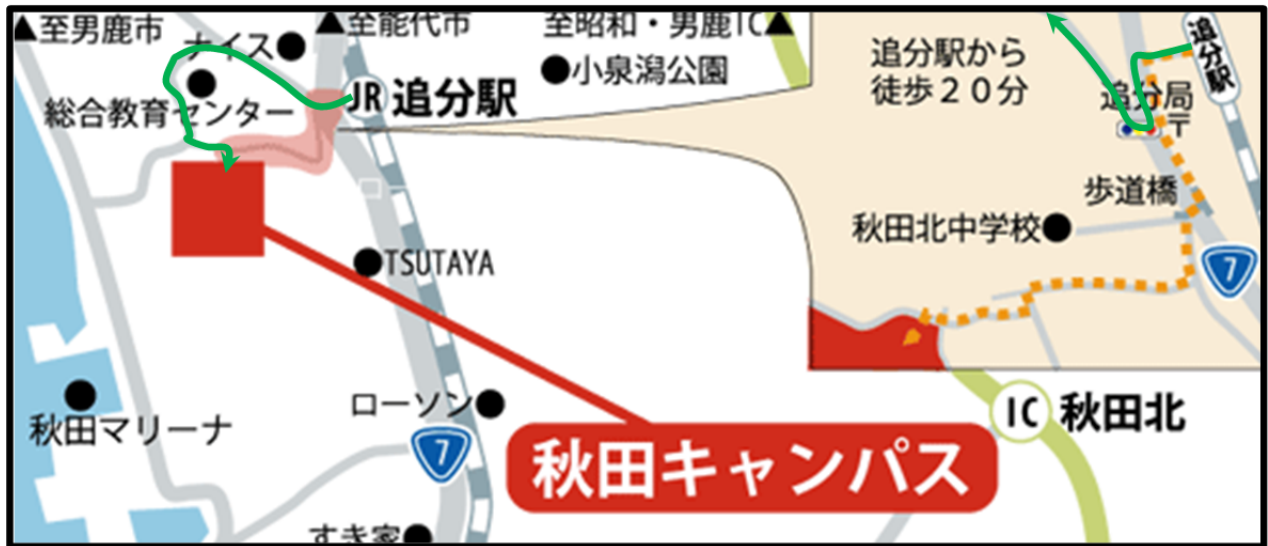 ▲至男鹿市
▲至能代市
至昭和・男鹿IC▲
ナイス●
●小泉潟公園
総合教育センター
JR 追分駅
追分駅から
徒歩20分
追分駅
追分局
〒
歩道橋
秋田北中学校●
7
●TSUTAYA
秋田マリーナ
ローソン●
7
IC 秋田北
秋田キャンパス
すき家●